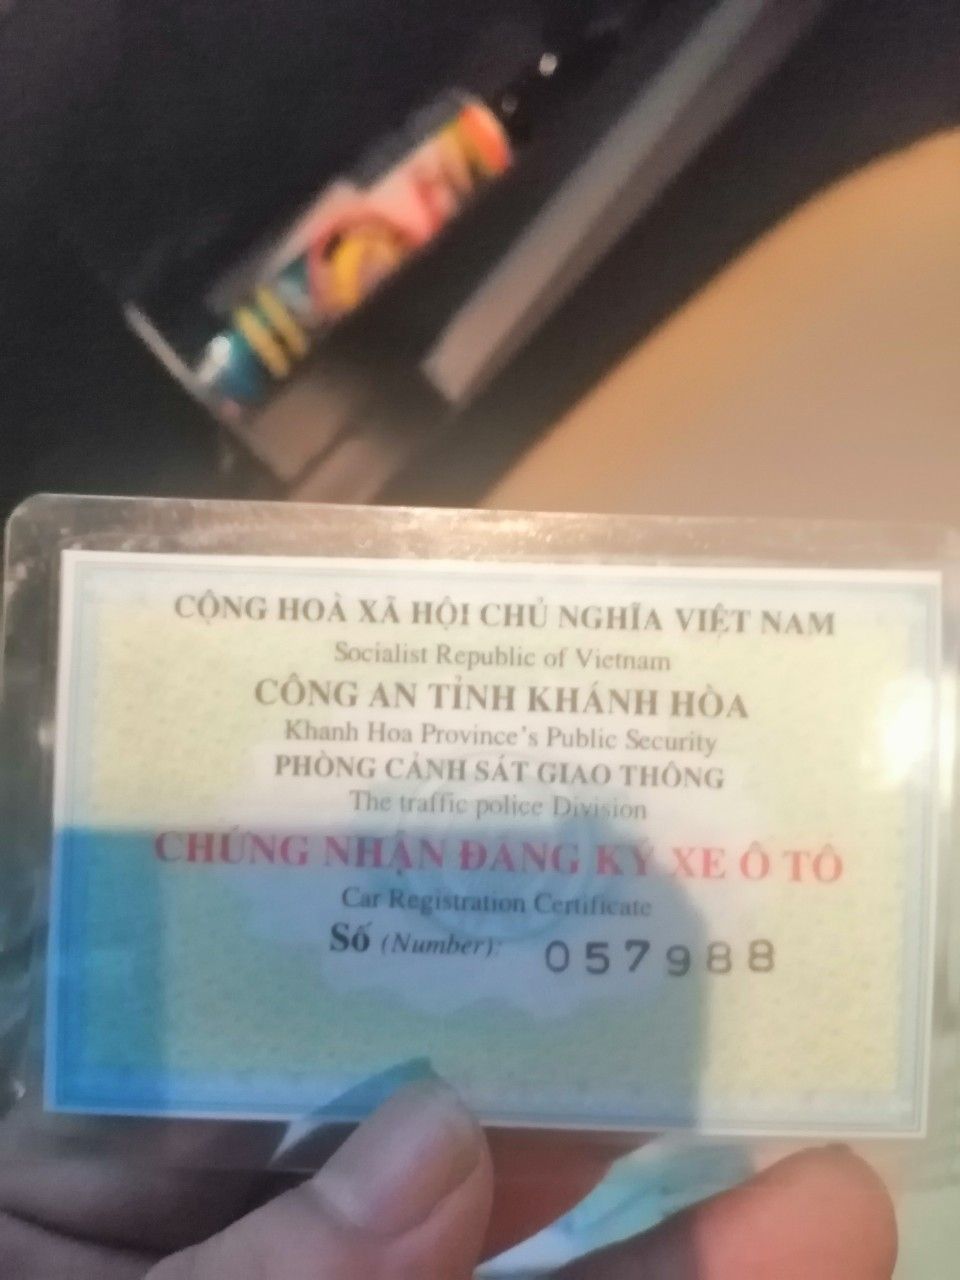 CỘNG HOÀ XÃ HỘI CHỦ NGHĨA VIỆT NAM
Socialist Republic of Vietnam
CÔNG AN TỈNH KHÁNH HÒA
Khanh Hoa Province's Public Security
PHÒNG CẢNH SÁT GIAO THÔNG
The traffic police Division
CHỨNG NHẬN ĐĂNG KÝ XE Ô TÔ
Car Registration Certificate
Số (Number): 057988